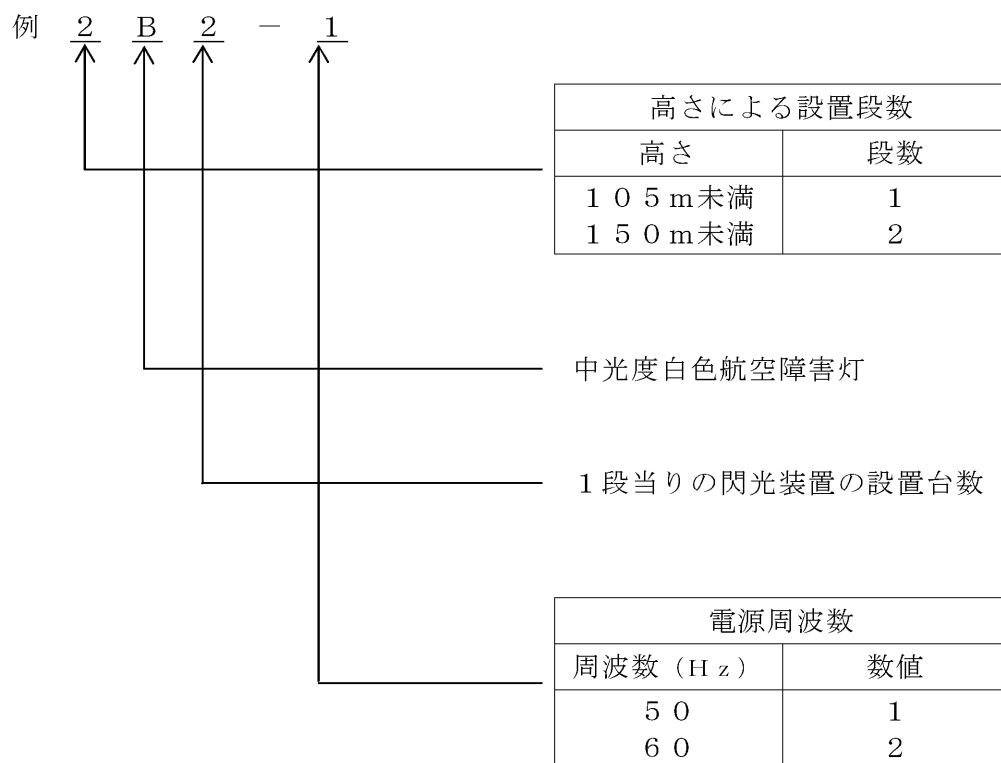 例 ２ Ｂ ２ － １
高さによる設置段数
高さ 段数
１０５ｍ未満 １
１５０ｍ未満 ２
中光度白色航空障害灯
１段当りの閃光装置の設置台数
電源周波数
周波数（Ｈｚ） 数値
５０ １
６０ ２